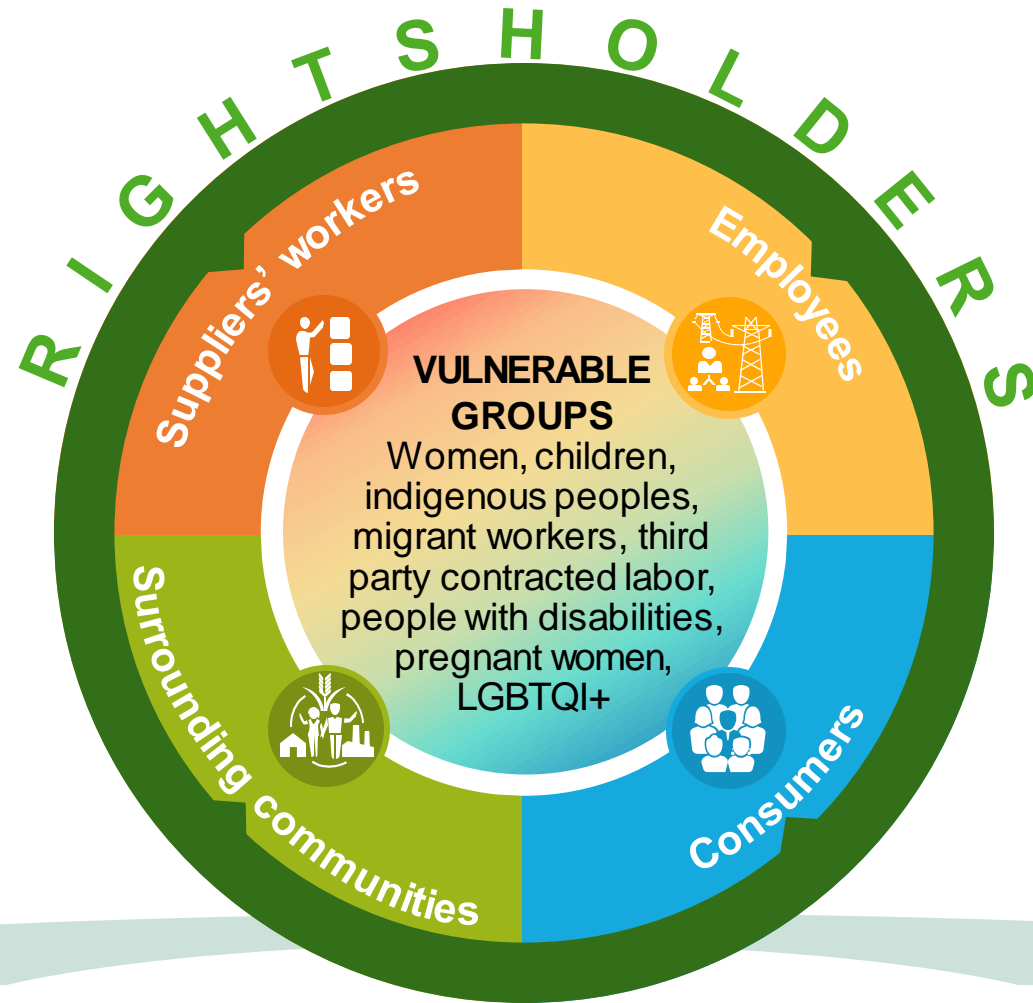 RIGHTSHOLDERS
Suppliers’ workers
Employees
VULNERABLE
GROUPS
Women, children,
indigenous peoples,
migrant workers, third
party contracted labor,
people with disabilities,
pregnant women,
LGBTQI+
Surrounding communities
Consumers